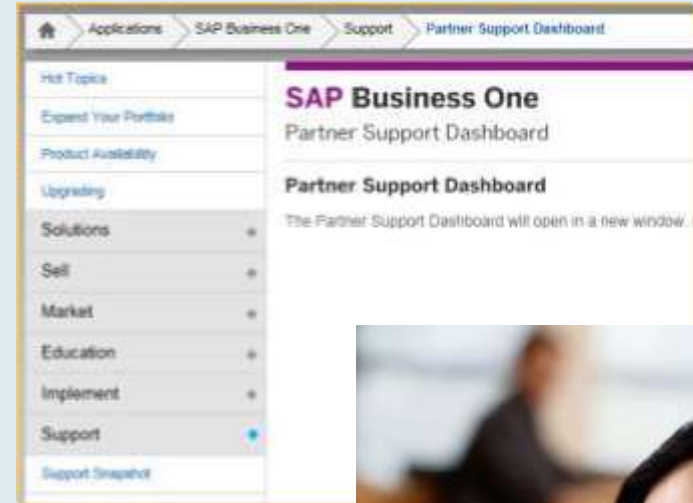 Applications SAP Business One Support Partner Support Dashboard
Hot Topics
Expand Your Portfolio
Product Availability
Upgrading
Solutions
Sell
Market
Education
Implement
Support
Support Snapshot
SAP Business One
Partner Support Dashboard
Partner Support Dashboard
The Partner Support Dashboard will open in a new window.